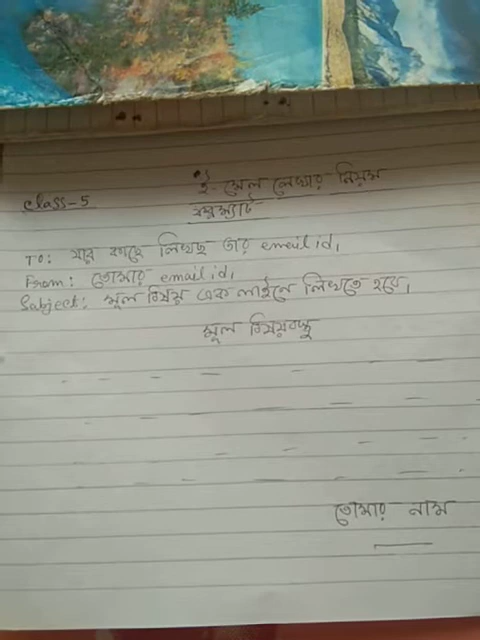 ই-মেল লেখার নিয়ম
class-5
ফরম্যাট
To: যার কাছে লিখছ তার email id।
From: তোমার email id।
Subject: মূল বিষয় এক লাইনে লিখতে হবে।
মূল বিষয়বস্তু
তোমার নাম